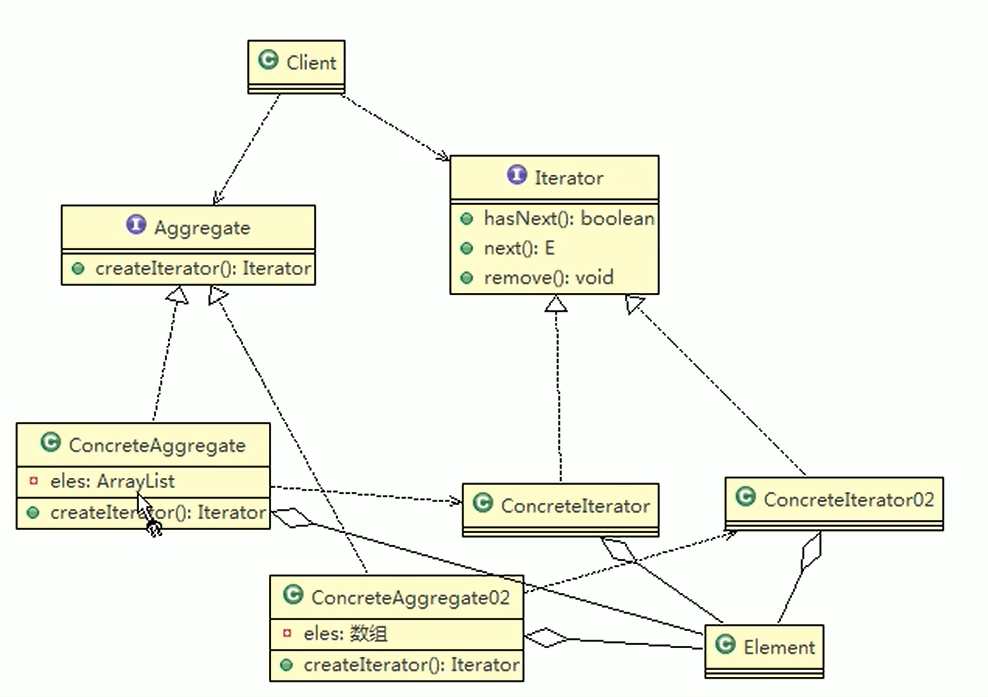 C Client
I Iterator
hasNext(): boolean
next(): E
remove(): void
I Aggregate
createIterator(): Iterator
C ConcreteAggregate
eles: ArrayList
createIterator(): Iterator
C ConcreteIterator
C ConcreteIterator02
C ConcreteAggregate02
eles: 数组
createIterator(): Iterator
C Element